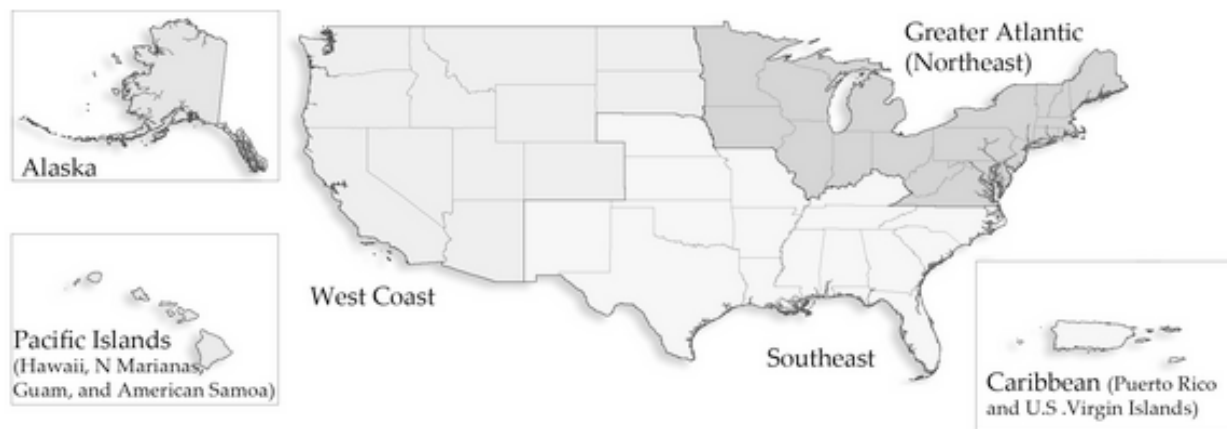 Greater Atlantic
(Northeast)
Alaska
West Coast
Pacific Islands
(Hawaii, N Marianas,
Guam, and American Samoa)
Southeast
Caribbean (Puerto Rico
and U.S .Virgin Islands)